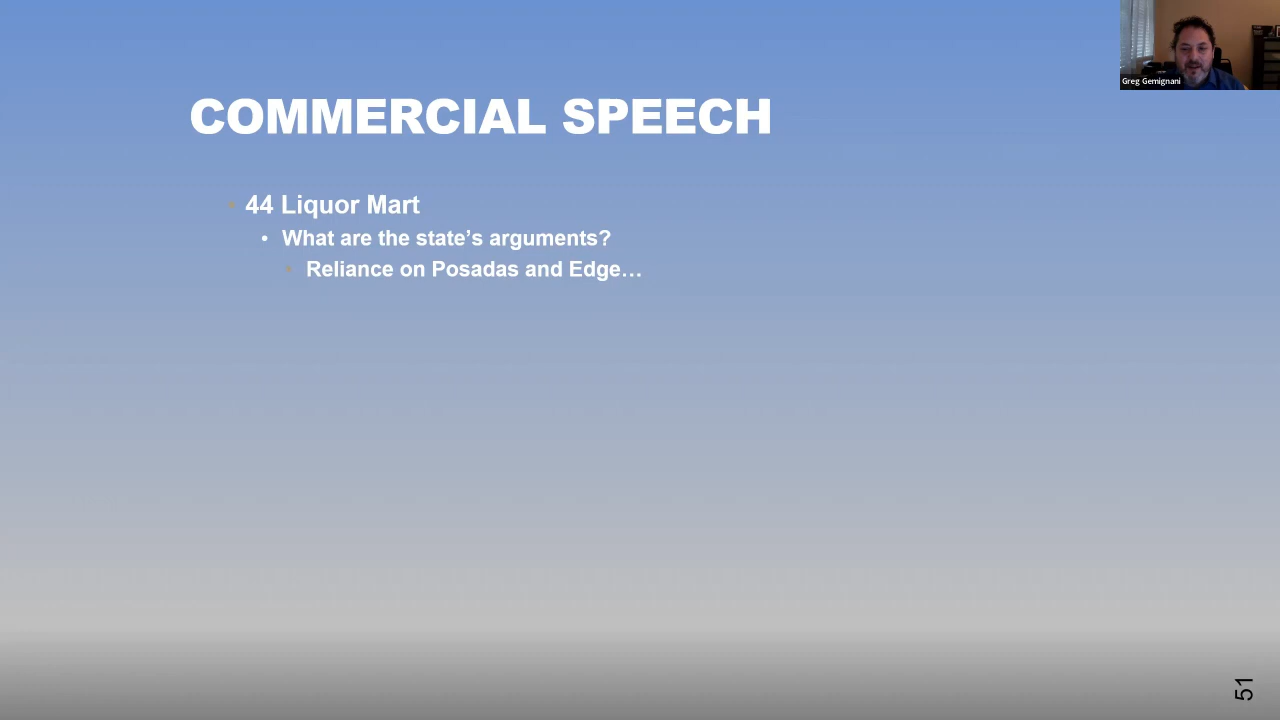 Greg Gemignani
COMMERCIAL SPEECH
44 Liquor Mart
What are the state’s arguments?
Reliance on Posadas and Edge…
51